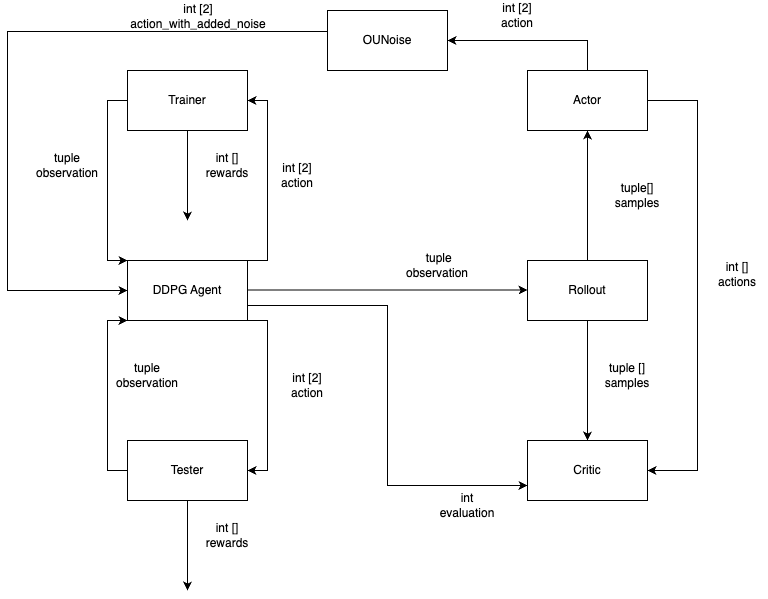 int [2]
action_with_added_noise
OUNoise
int [2]
action
Trainer
Actor
tuple
observation
int []
rewards
int [2]
action
tuple[]
samples
tuple
observation
int []
actions
DDPG Agent
Rollout
tuple
observation
int [2]
action
tuple []
samples
Tester
Critic
int
evaluation
int []
rewards